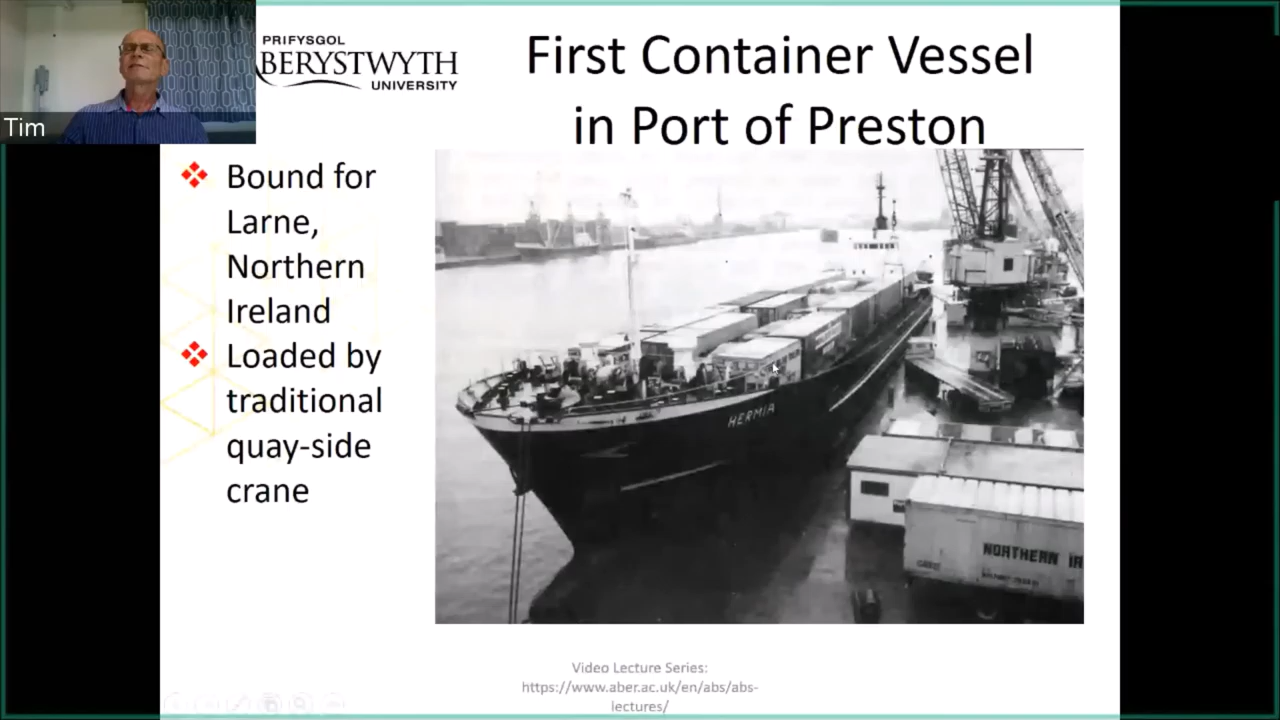 Tim
PRIFYSGOL
BERYSTWYTH
UNIVERSITY
First Container Vessel
in Port of Preston
Bound for
Larne,
Northern
Ireland
Loaded by
traditional
quay-side
crane
HERMIA
NORTHERN
Video Lecture Series:
https://www.aber.ac.uk/en/abs/abs-
lectures/